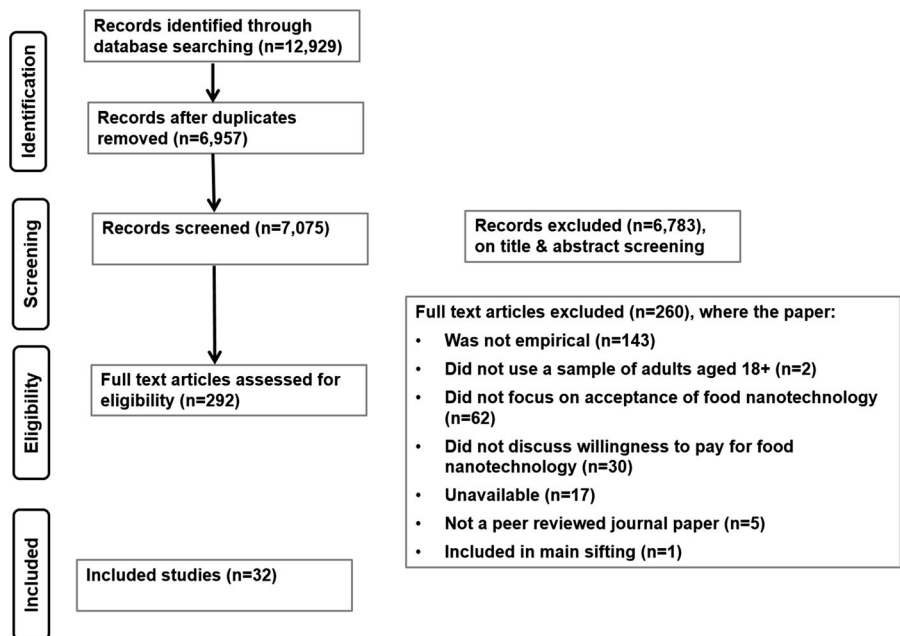 Identification
Records identified through
database searching (n=12,929)
Records after duplicates
removed (n=6,957)
Screening
Records screened (n=7,075)
Records excluded (n=6,783),
on title & abstract screening
Eligibility
Full text articles assessed for
eligibility (n=292)
Full text articles excluded (n=260), where the paper:
• Was not empirical (n=143)
• Did not use a sample of adults aged 18+ (n=2)
• Did not focus on acceptance of food nanotechnology
(n=62)
• Did not discuss willingness to pay for food
nanotechnology (n=30)
• Unavailable (n=17)
• Not a peer reviewed journal paper (n=5)
• Included in main sifting (n=1)
Included
Included studies (n=32)